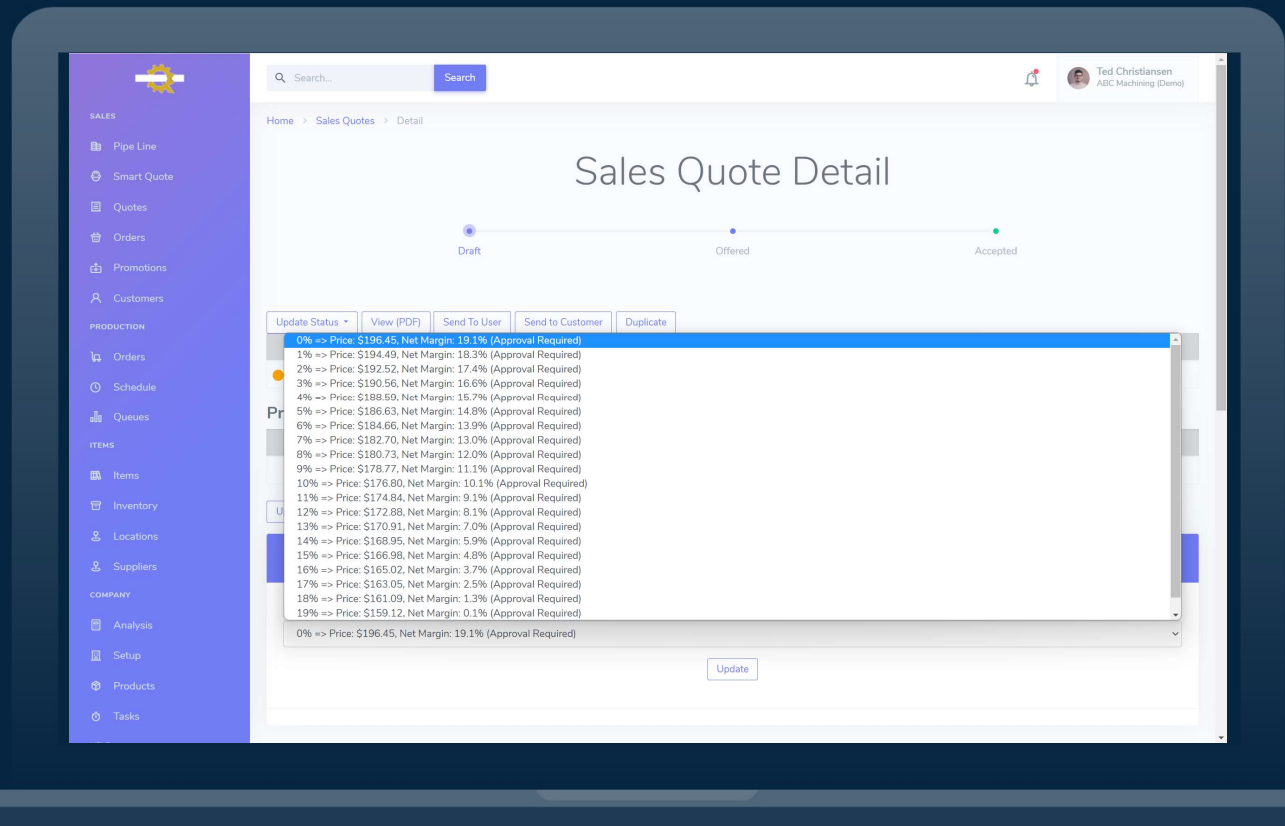 Search...
Search
Ted Christiansen
ABC Machining (Demo)
SALES
Pipe Line
Smart Quote
Quotes
Orders
Promotions
Customers
PRODUCTION
Orders
Schedule
Queues
ITEMS
Items
Inventory
Locations
Suppliers
COMPANY
Analysis
Setup
Products
Tasks
Home > Sales Quotes > Detail
Sales Quote Detail
Draft
Offered
Accepted
Update Status
View (PDF)
Send To User
Send to Customer
Duplicate
0% => Price: $196.45, Net Margin: 19.1% (Approval Required)
1% => Price: $194.49, Net Margin: 18.3% (Approval Required)
2% => Price: $192.52, Net Margin: 17.4% (Approval Required)
3% => Price: $190.56, Net Margin: 16.6% (Approval Required)
4% => Price: $188.59, Net Margin: 15.7% (Approval Required)
5% => Price: $186.63, Net Margin: 14.8% (Approval Required)
6% => Price: $184.66, Net Margin: 13.9% (Approval Required)
7% => Price: $182.70, Net Margin: 13.0% (Approval Required)
8% => Price: $180.73, Net Margin: 12.0% (Approval Required)
9% => Price: $178.77, Net Margin: 11.1% (Approval Required)
10% => Price: $176.80, Net Margin: 10.1% (Approval Required)
11% => Price: $174.84, Net Margin: 9.1% (Approval Required)
12% => Price: $172.88, Net Margin: 8.1% (Approval Required)
13% => Price: $170.91, Net Margin: 7.0% (Approval Required)
14% => Price: $168.95, Net Margin: 5.9% (Approval Required)
15% => Price: $166.98, Net Margin: 4.8% (Approval Required)
16% => Price: $165.02, Net Margin: 3.7% (Approval Required)
17% => Price: $163.05, Net Margin: 2.5% (Approval Required)
18% => Price: $161.09, Net Margin: 1.3% (Approval Required)
19% => Price: $159.12, Net Margin: 0.1% (Approval Required)
Pr
U
0% => Price: $196.45, Net Margin: 19.1% (Approval Required)
Update